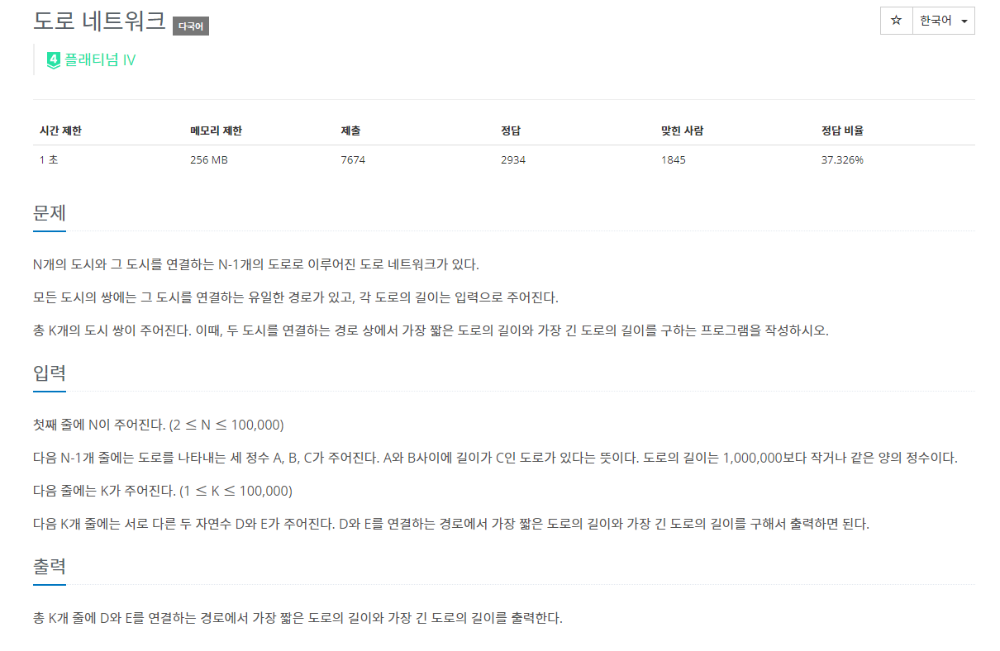 도로 네트워크 다국어
☆ 한국어
4 플래티넘 IV
시간 제한 메모리 제한 제출 정답 맞힌 사람 정답 비율
1 초 256 MB 7674 2934 1845 37.326%
문제
N개의 도시와 그 도시를 연결하는 N-1개의 도로로 이루어진 도로 네트워크가 있다.
모든 도시의 쌍에는 그 도시를 연결하는 유일한 경로가 있고, 각 도로의 길이는 입력으로 주어진다.
총 K개의 도시 쌍이 주어진다. 이때, 두 도시를 연결하는 경로 상에서 가장 짧은 도로의 길이와 가장 긴 도로의 길이를 구하는 프로그램을 작성하시오.
입력
첫째 줄에 N이 주어진다. (2 ≤ N ≤ 100,000)
다음 N-1개 줄에는 도로를 나타내는 세 정수 A, B, C가 주어진다. A와 B사이에 길이가 C인 도로가 있다는 뜻이다. 도로의 길이는 1,000,000보다 작거나 같은 양의 정수이다.
다음 줄에는 K가 주어진다. (1 ≤ K ≤ 100,000)
다음 K개 줄에는 서로 다른 두 자연수 D와 E가 주어진다. D와 E를 연결하는 경로에서 가장 짧은 도로의 길이와 가장 긴 도로의 길이를 구해서 출력하면 된다.
출력
총 K개 줄에 D와 E를 연결하는 경로에서 가장 짧은 도로의 길이와 가장 긴 도로의 길이를 출력한다.